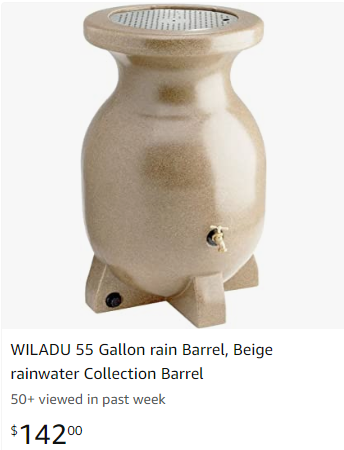 WILADU 55 Gallon rain Barrel, Beige
rainwater Collection Barrel
50+ viewed in past week
$14200